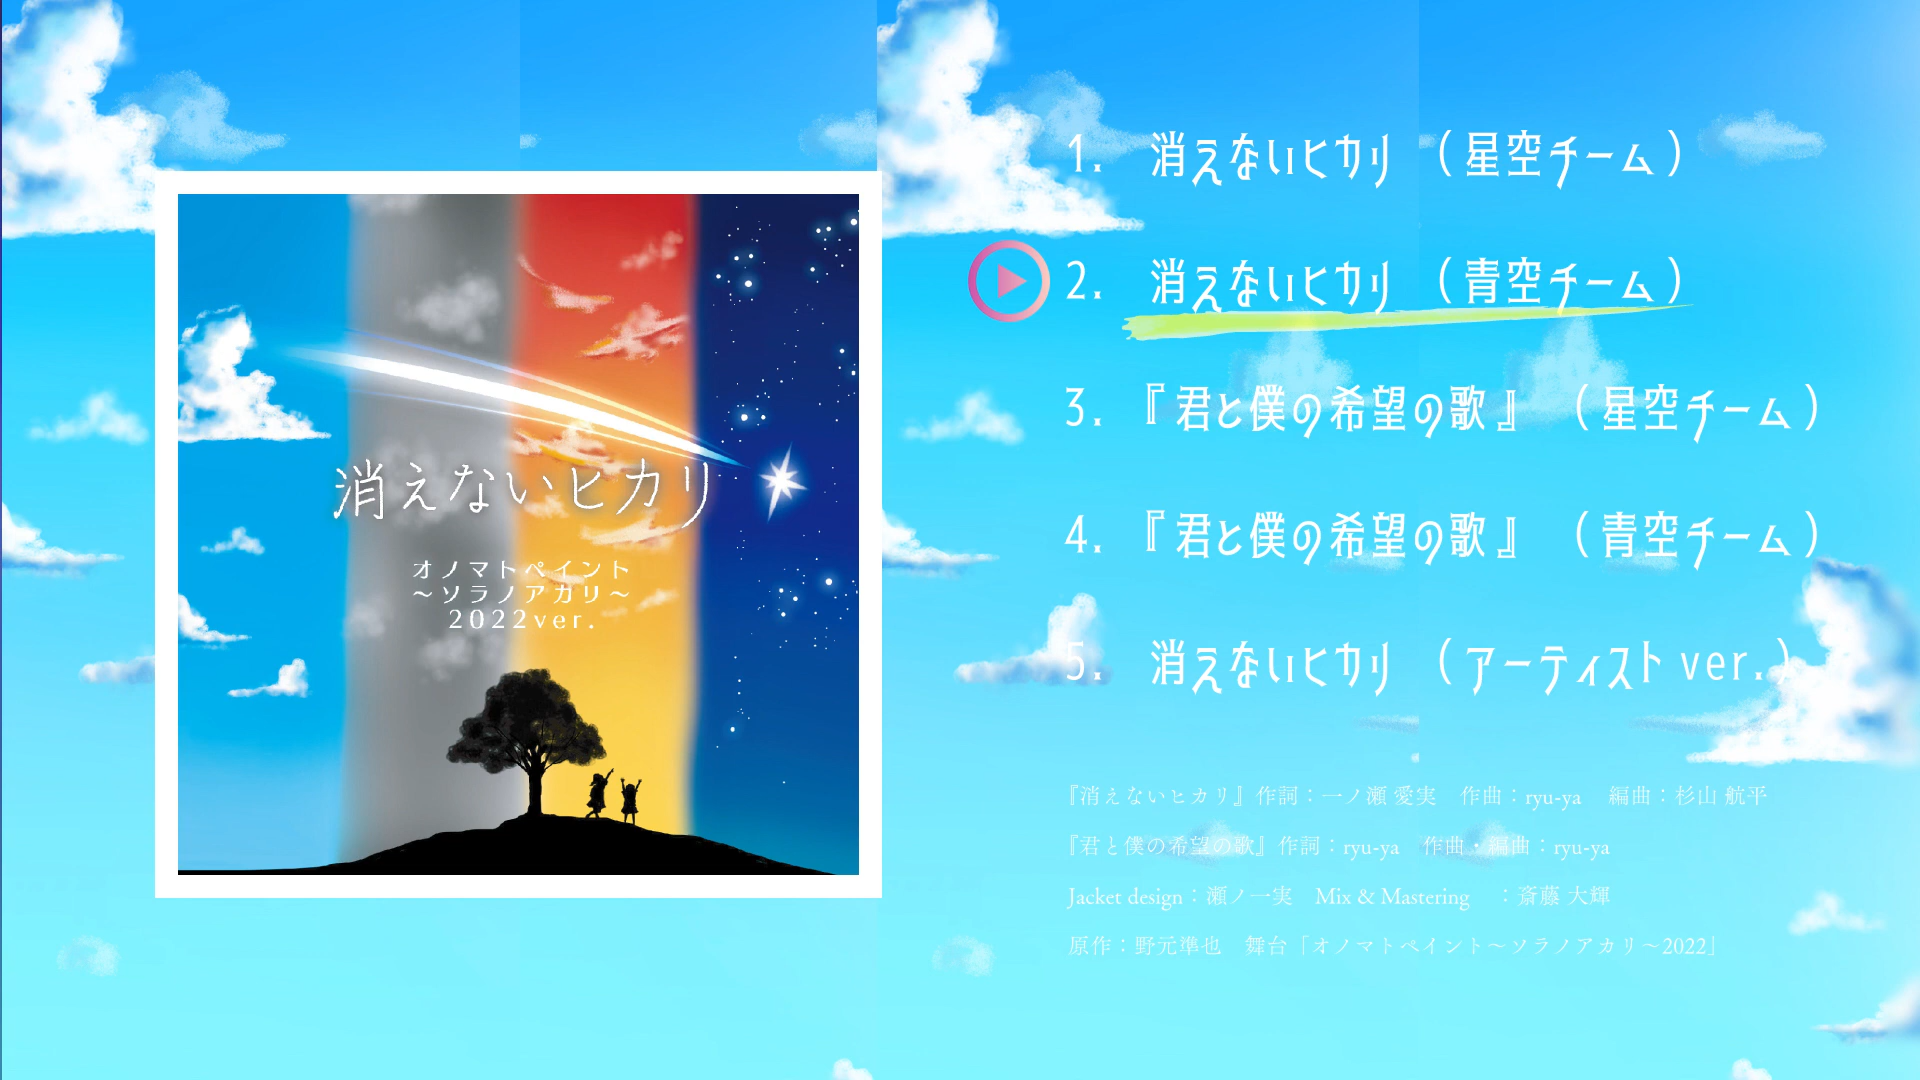 消えないヒカリ
オノマトペイント
～ソラノアカリ～
2022ver.
1. 消えないヒカリ （星空チーム）
2. 消えないヒカリ （青空チーム）
3. 『君と僕の希望の歌』 （星空チーム）
4. 『君と僕の希望の歌』 （青空チーム）
5. 消えないヒカリ （アーティスト ver.）
『消えないヒカリ』作詞：一ノ瀬 愛実　作曲：ryu-ya　編曲：杉山 航平
『君と僕の希望の歌』作詞：ryu-ya　作曲・編曲：ryu-ya
Jacket design：瀬ノ一実　Mix & Mastering　：斎藤 大輝
原作：野元準也　舞台「オノマトペイント～ソラノアカリ～2022」